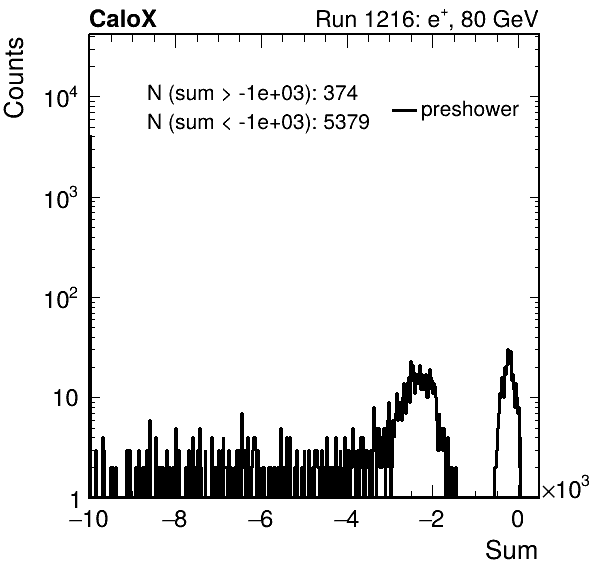 CaloX Run 1216: e⁺, 80 GeV
Counts
N (sum > -1e+03): 374
N (sum < -1e+03): 5379
preshower
10⁴
10³
10²
10
1
−10 −8 −6 −4 −2 0
×10³
Sum